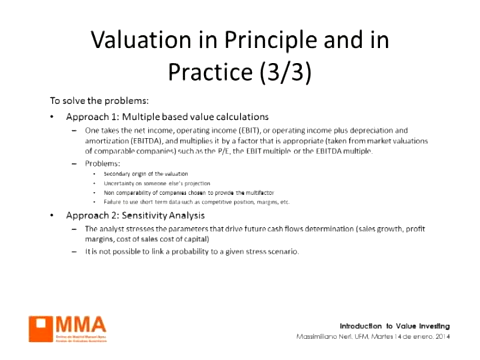 Valuation in Principle and in
Practice (3/3)
To solve the problems:
• Approach 1: Multiple based value calculations
– One takes the net income, operating income (EBIT), or operating income plus depreciation and
amortization (EBITDA), and multiplies it by a factor that is appropriate (taken from market valuations
of comparable companies) such as the P/E, the EBIT multiple or the EBITDA multiple.
– Problems:
• Secondary origin of the valuation
• Uncertainty on someone else's projection
• Non comparability of companies chosen to provide the multifactor
• Failure to use short term data such as competitive position, margins, etc.
• Approach 2: Sensitivity Analysis
– The analyst stresses the parameters that drive future cash flows determination (sales growth, profit
margins, cost of sales cost of capital)
– It is not possible to link a probability to a given stress scenario.
MMA
Introduction to Value Investing
Massimiliano Neri, UFM, Martes 14 de enero, 2014